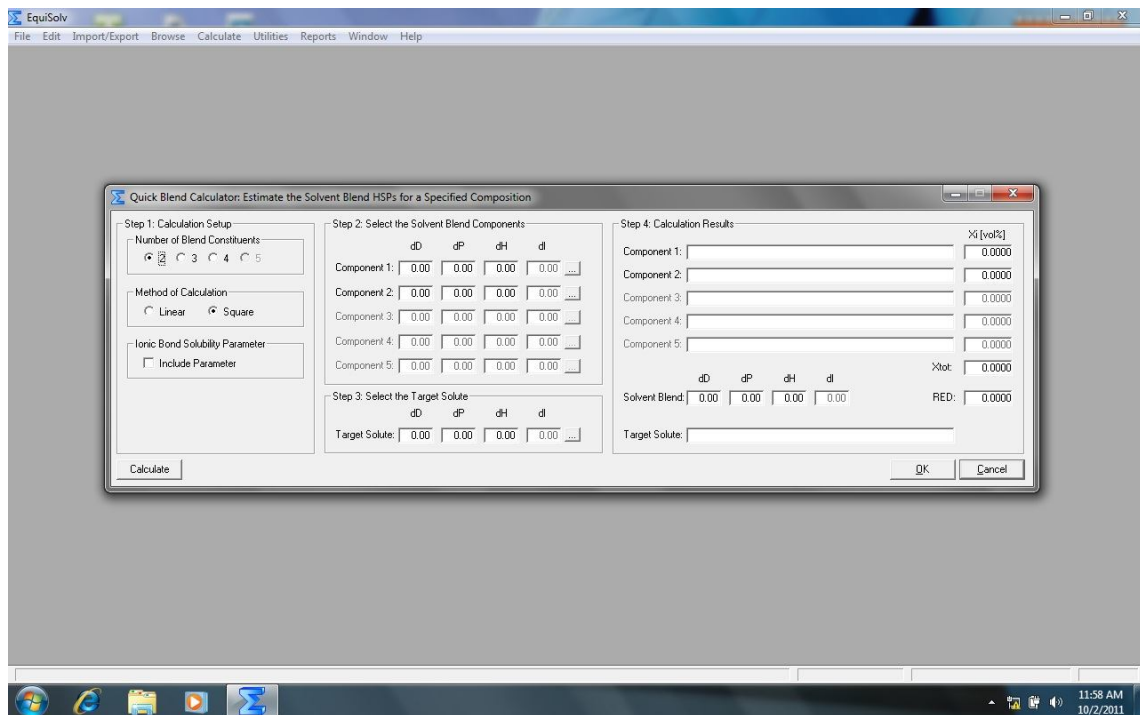 EquiSolv
File Edit Import/Export Browse Calculate Utilities Reports Window Help
Quick Blend Calculator: Estimate the Solvent Blend HSPs for a Specified Composition
Step 1: Calculation Setup
Number of Blend Constituents
2 3 4 5
Method of Calculation
Linear Square
Ionic Bond Solubility Parameter
Include Parameter
Calculate
Step 2: Select the Solvent Blend Components
dD dP dH dI
Component 1: 0.00 0.00 0.00 0.00 ...
Component 2: 0.00 0.00 0.00 0.00 ...
Component 3: 0.00 0.00 0.00 0.00 ...
Component 4: 0.00 0.00 0.00 0.00 ...
Component 5: 0.00 0.00 0.00 0.00 ...
Step 3: Select the Target Solute
dD dP dH dI
Target Solute: 0.00 0.00 0.00 0.00 ...
Step 4: Calculation Results
Xi [vol%]
Component 1: 0.0000
Component 2: 0.0000
Component 3: 0.0000
Component 4: 0.0000
Component 5: 0.0000
Xtot: 0.0000
dD dP dH dI
Solvent Blend: 0.00 0.00 0.00 0.00 RED: 0.0000
Target Solute:
OK Cancel
11:58 AM
10/2/2011